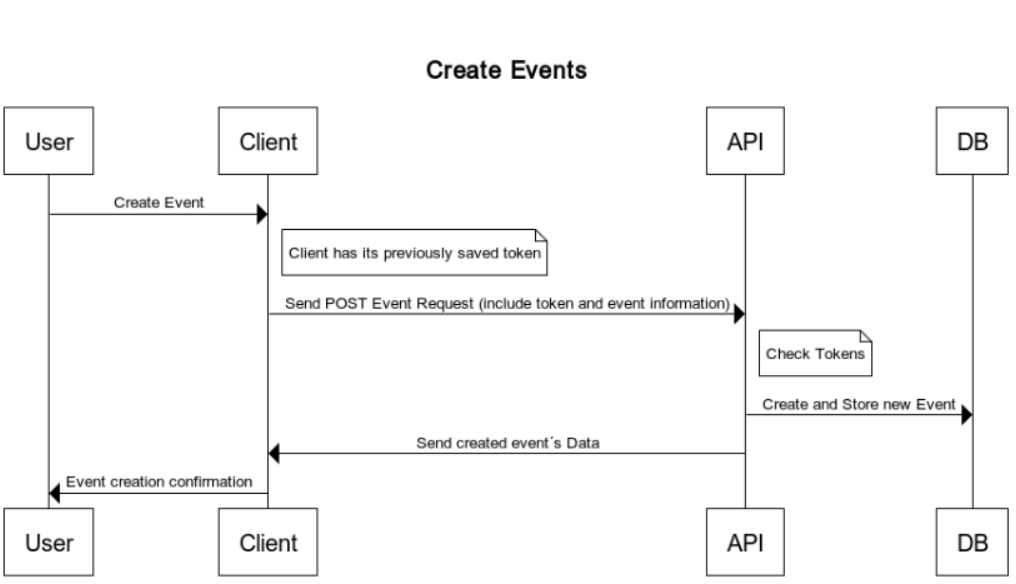 Create Events
User
Client
API
DB
Create Event
Client has its previously saved token
Send POST Event Request (include token and event information)
Check Tokens
Create and Store new Event
Send created event´s Data
Event creation confirmation
User
Client
API
DB